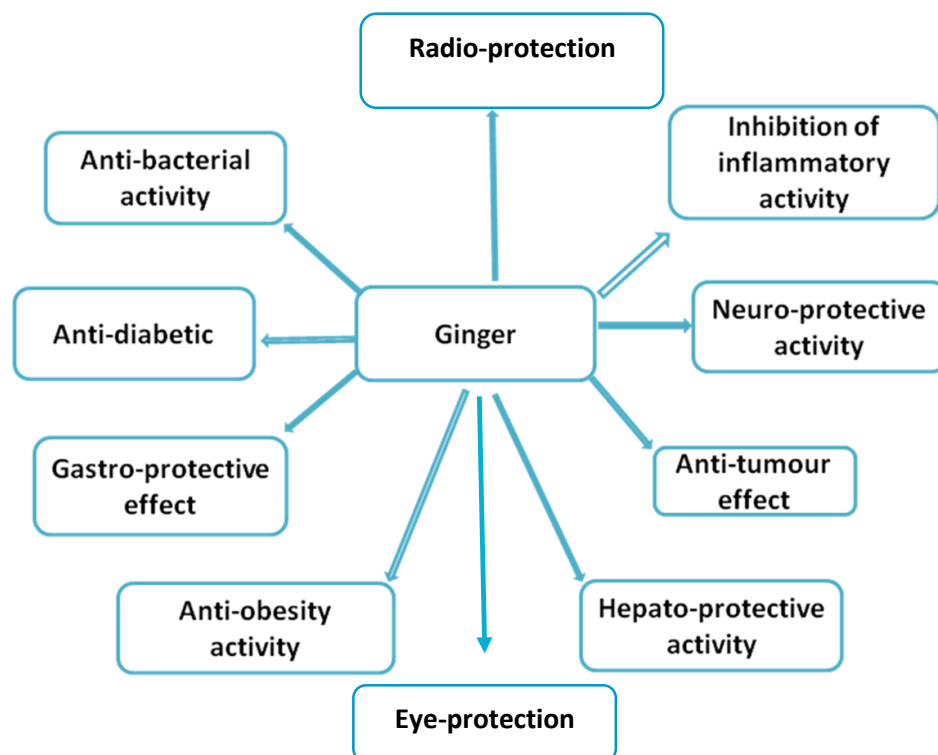 Radio-protection
Inhibition of
inflammatory
activity
Anti-bacterial
activity
Anti-diabetic
Ginger
Neuro-protective
activity
Gastro-protective
effect
Anti-tumour
effect
Anti-obesity
activity
Hepato-protective
activity
Eye-protection